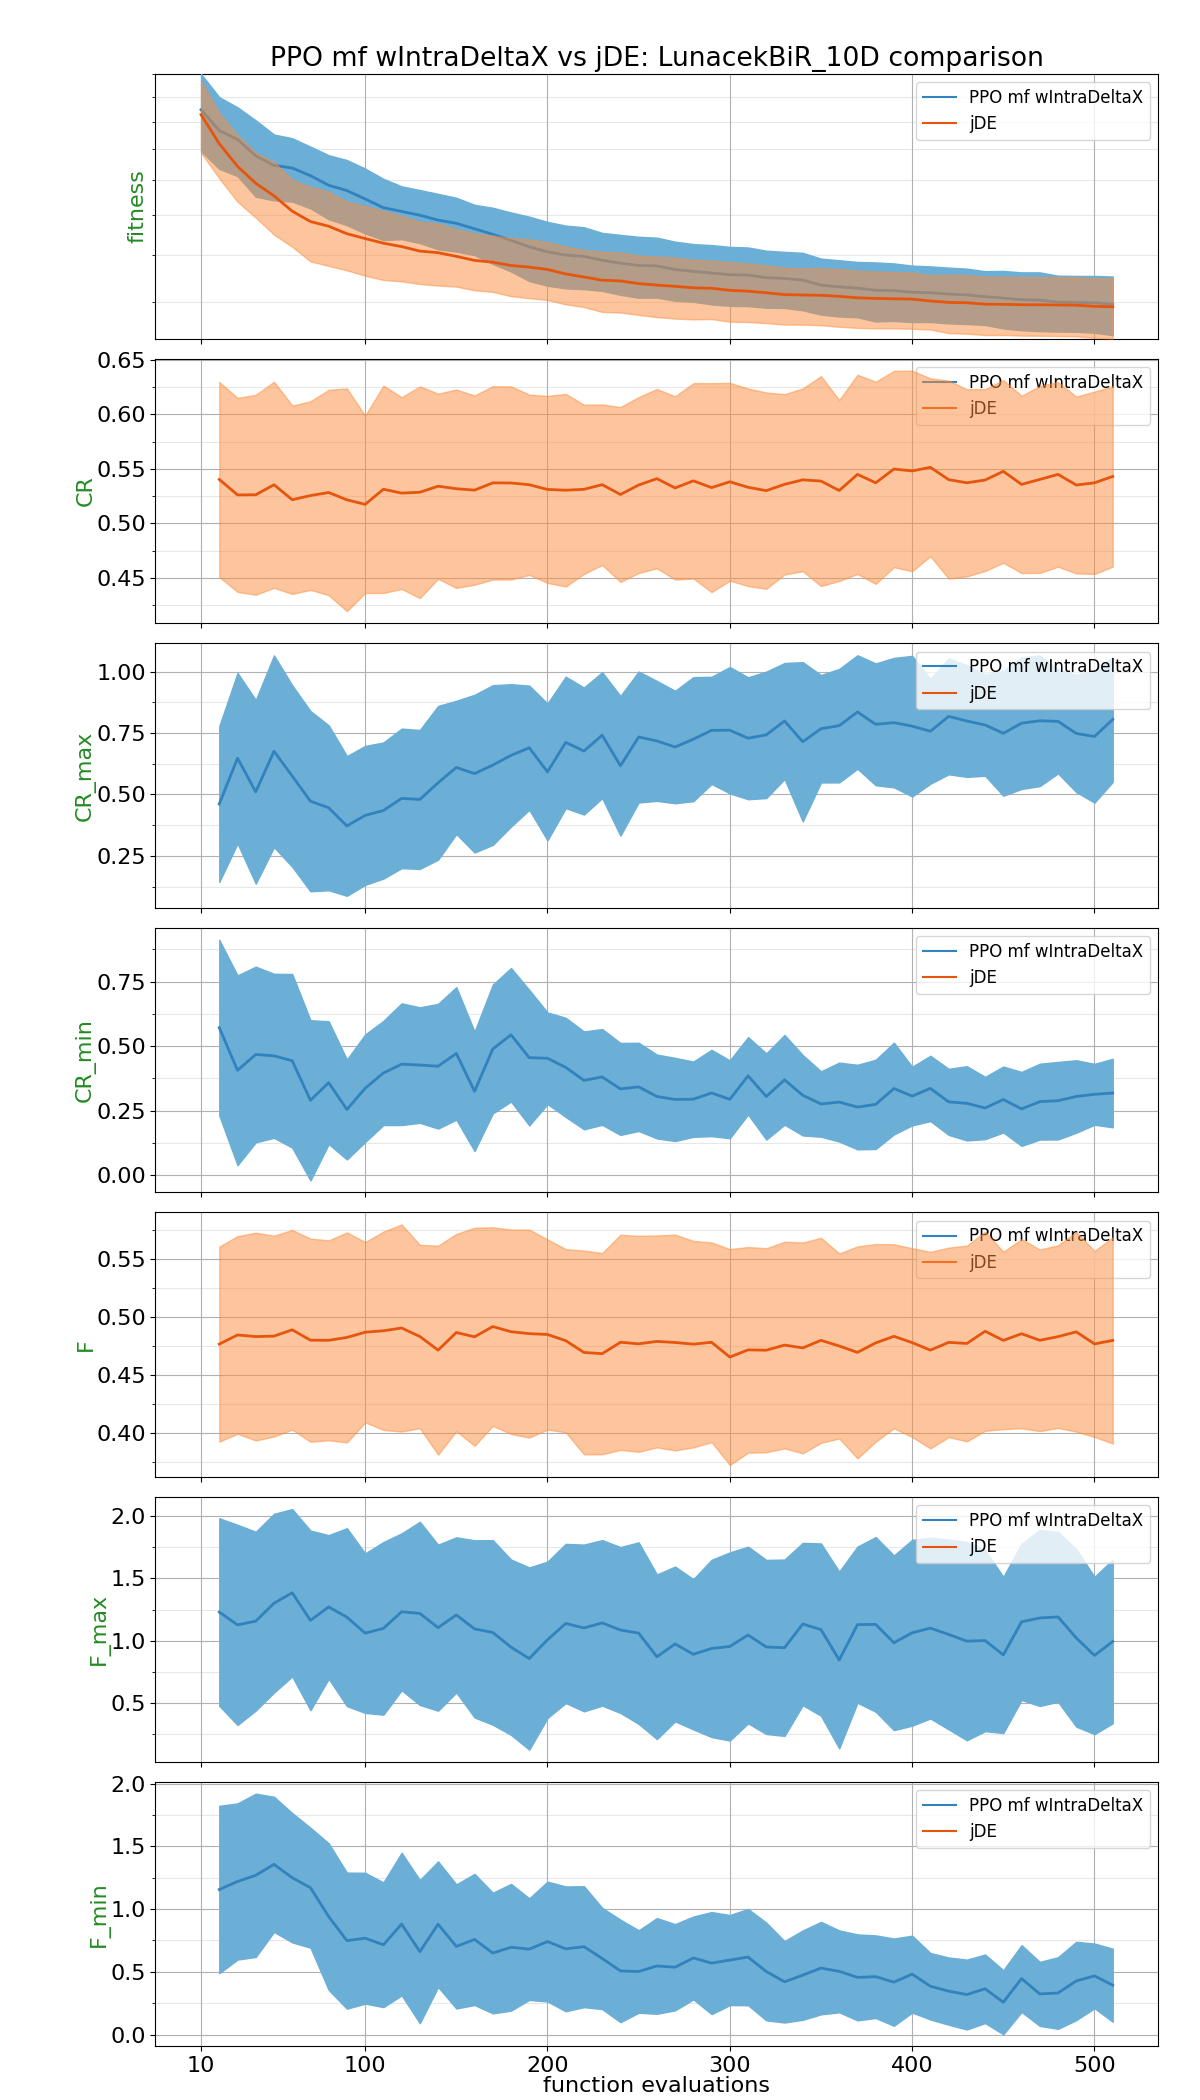 PPO mf wIntraDeltaX vs jDE: LunacekBiR_10D comparison
fitness
PPO mf wIntraDeltaX
jDE
CR
0.65
0.60
0.55
0.50
0.45
PPO mf wIntraDeltaX
jDE
CR_max
1.00
0.75
0.50
0.25
PPO mf wIntraDeltaX
jDE
CR_min
0.75
0.50
0.25
0.00
PPO mf wIntraDeltaX
jDE
F
0.55
0.50
0.45
0.40
PPO mf wIntraDeltaX
jDE
F_max
2.0
1.5
1.0
0.5
PPO mf wIntraDeltaX
jDE
F_min
2.0
1.5
1.0
0.5
0.0
PPO mf wIntraDeltaX
jDE
10 100 200 300 400 500
function evaluations